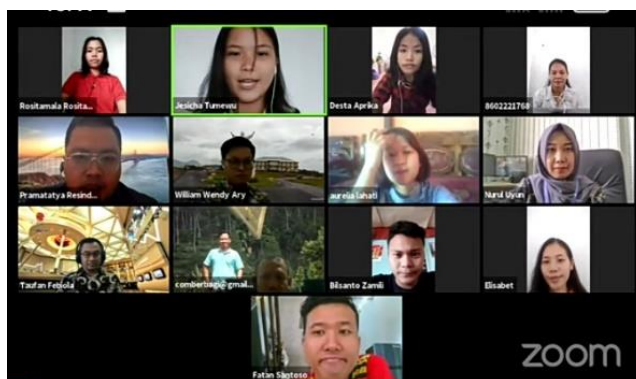 Rositamala Rosita...
Jesicha Tumewu
Desta Aprika
8602221768
Pramatatya Resind...
William Wendy Ary
aurelia lahati
Nurul Uyun
Taufan Febiola
comberbagi@gmail...
Bilsanto Zamili
Elisabet
Fatan Santoso
zoom